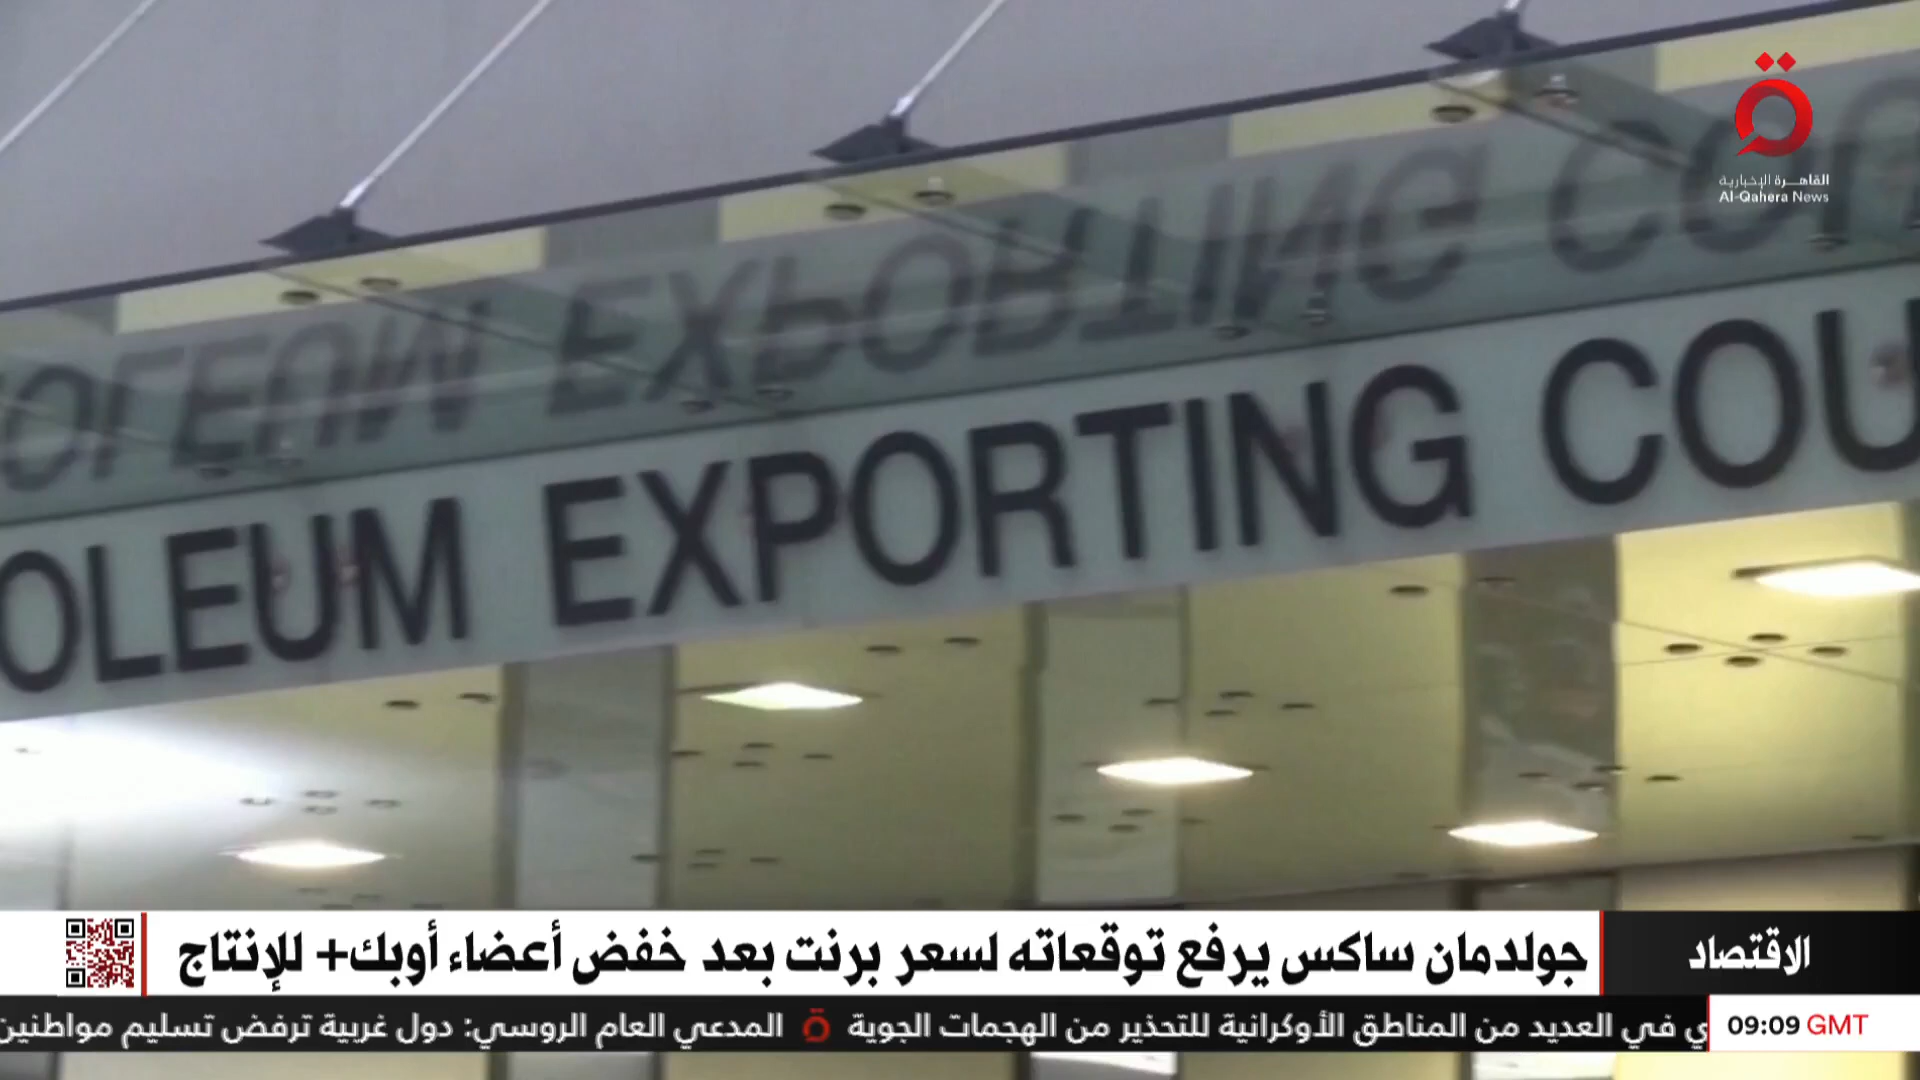 القاهرة الإخبارية
Al-Qahera News
OLEUM EXPORTING COU
الاقتصاد
جولدمان ساكس يرفع توقعاته لسعر برنت بعد خفض أعضاء أوبك+ للإنتاج
09:09 GMT
ي في العديد من المناطق الأوكرانية للتحذير من الهجمات الجوية المدعي العام الروسي: دول غربية ترفض تسليم مواطنين